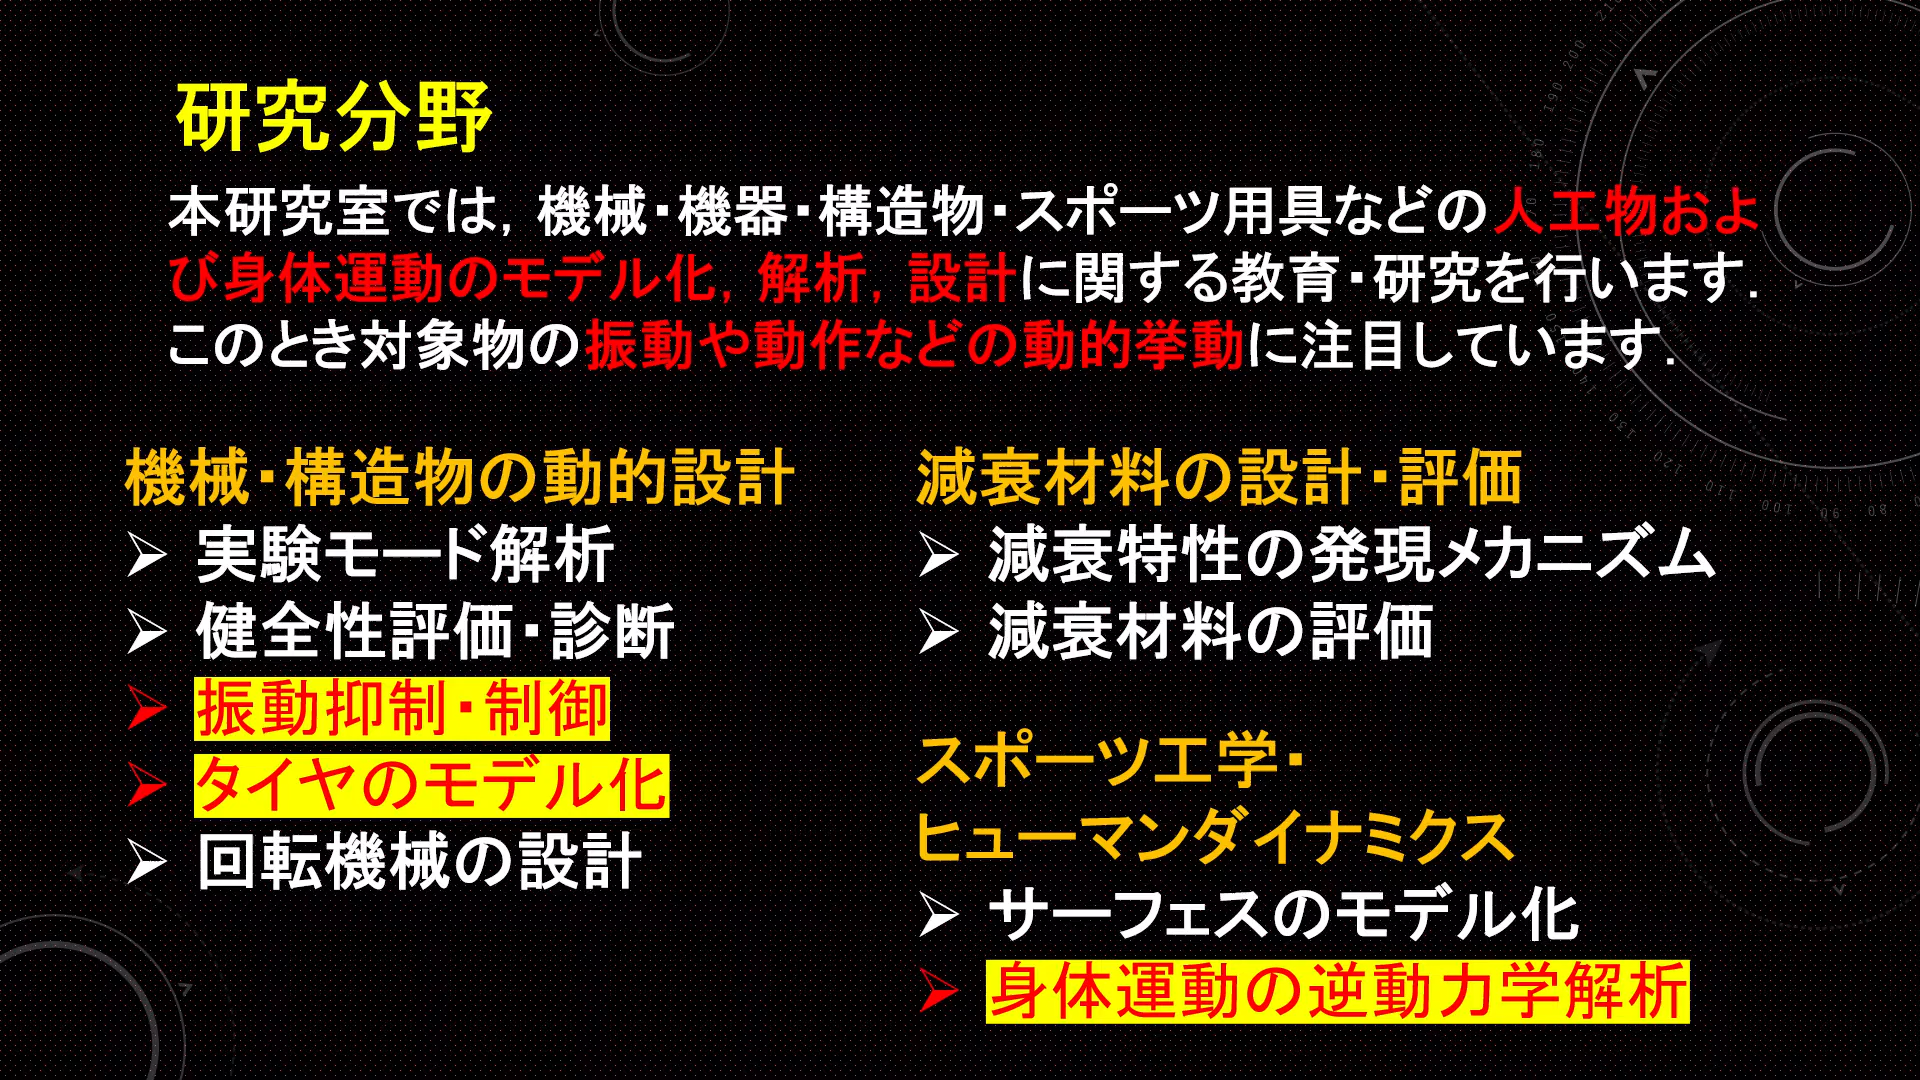 研究分野
本研究室では，機械・機器・構造物・スポーツ用具などの人工物およ
び身体運動のモデル化，解析，設計に関する教育・研究を行います．
このとき対象物の振動や動作などの動的挙動に注目しています．
機械・構造物の動的設計
➢ 実験モード解析
➢ 健全性評価・診断
➢ 振動抑制・制御
➢ タイヤのモデル化
➢ 回転機械の設計
減衰材料の設計・評価
➢ 減衰特性の発現メカニズム
➢ 減衰材料の評価
スポーツ工学・
ヒューマンダイナミクス
➢ サーフェスのモデル化
➢ 身体運動の逆動力学解析